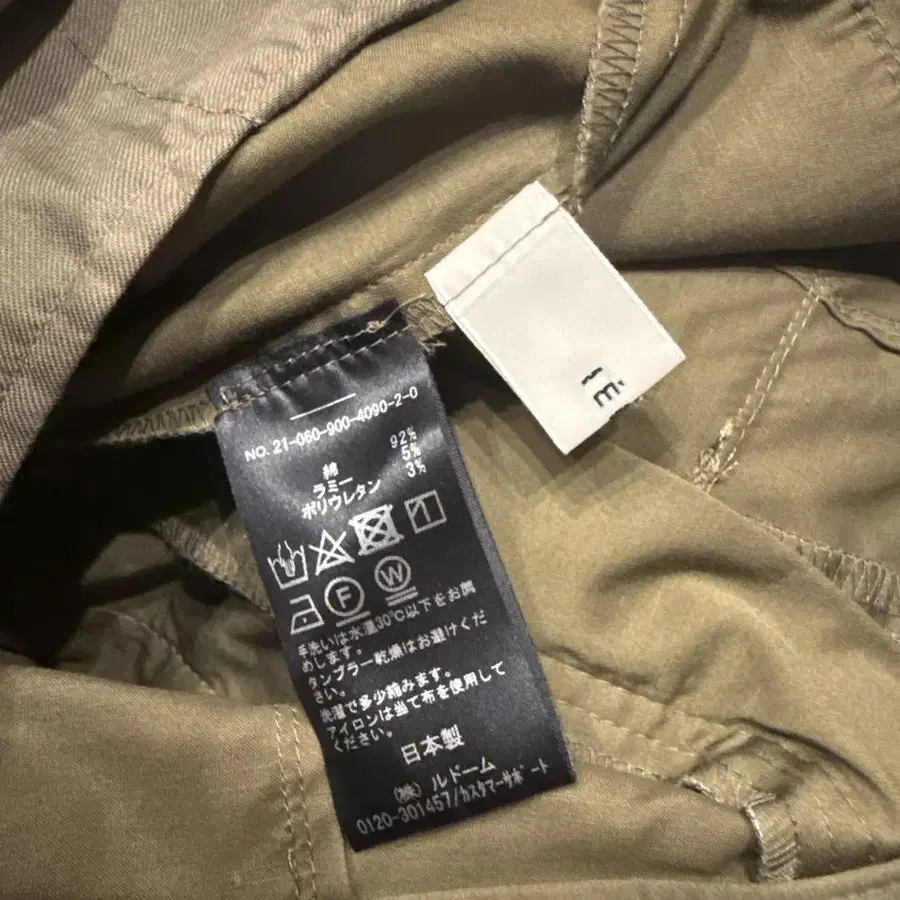 NO. 21-060-900-4090-2-0
綿 92%
ラミー 5%
ポリウレタン 3%
F W
手洗いは水温30℃以下をお薦
めします。
タンブラー乾燥はお避けくだ
さい。
洗濯で多少縮みます。
アイロンは当て布を使用して
ください。
日本製
(株) ルドーム
0120-301457/カスタマーサポート
IÉ